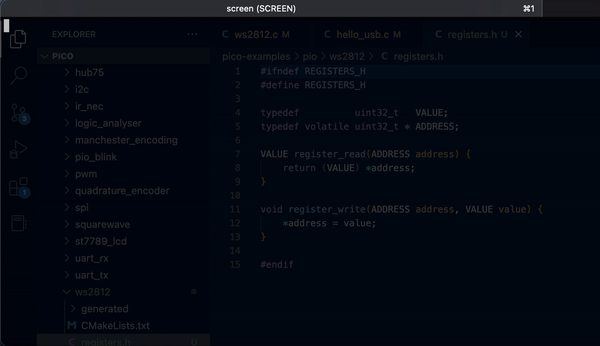 screen (SCREEN)
⌘1
EXPLORER
···
C ws2812.c M
C hello_usb.c M
C registers.h U
PICO
pico-examples > pio > ws2812 > C registers.h
> hub75
> i2c
> ir_nec
> logic_analyser
> manchester_encoding
> pio_blink
> pwm
> quadrature_encoder
> spi
> squarewave
> st7789_lcd
> uart_rx
> uart_tx
ws2812
> generated
CMakeLists.txt
C registers.h U
3
1
1 #ifndef REGISTERS_H
2 #define REGISTERS_H
3
4 typedef          uint32_t   VALUE;
5 typedef volatile uint32_t * ADDRESS;
6
7 VALUE register_read(ADDRESS address) {
8     return (VALUE) *address;
9 }
10
11 void register_write(ADDRESS address, VALUE value) {
12     *address = value;
13 }
14
15 #endif